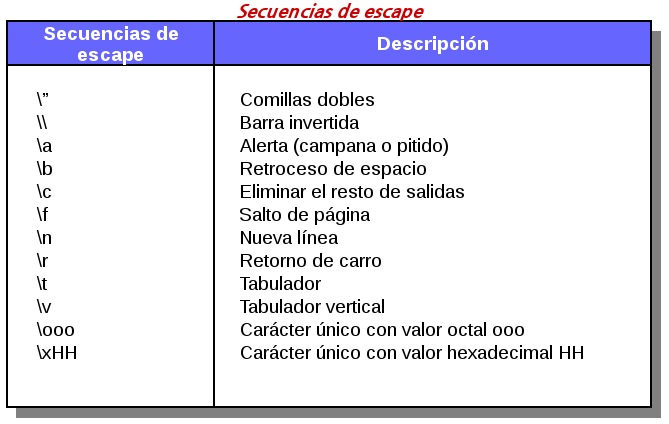 Secuencias de escape
Secuencias de escape Descripción
\” Comillas dobles
\\ Barra invertida
\a Alerta (campana o pitido)
\b Retroceso de espacio
\c Eliminar el resto de salidas
\f Salto de página
\n Nueva línea
\r Retorno de carro
\t Tabulador
\v Tabulador vertical
\ooo Carácter único con valor octal ooo
\xHH Carácter único con valor hexadecimal HH